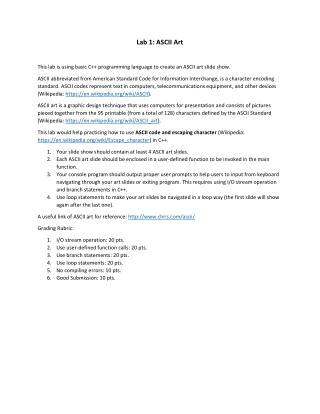 Lab 1: ASCII Art
This lab is using basic C++ programming language to create an ASCII art slide show.
ASCII abbreviated from American Standard Code for Information Interchange, is a character encoding
standard. ASCII codes represent text in computers, telecommunications equipment, and other devices
(Wikipedia: https://en.wikipedia.org/wiki/ASCII).
ASCII art is a graphic design technique that uses computers for presentation and consists of pictures
pieced together from the 95 printable (from a total of 128) characters defined by the ASCII Standard
(Wikipedia: https://en.wikipedia.org/wiki/ASCII_art).
This lab would help practicing how to use ASCII code and escaping character (Wikipedia:
https://en.wikipedia.org/wiki/Escape_character) in C++.
1. Your slide show should contain at least 4 ASCII art slides.
2. Each ASCII art slide should be enclosed in a user-defined function to be invoked in the main
function.
3. Your console program should output proper user prompts to help users to input from keyboard
navigating through your art slides or exiting program. This requires using I/O stream operation
and branch statements in C++.
4. Use loop statements to make your art slides be navigated in a loop way (the first slide will show
again after the last one).
A useful link of ASCII art for reference: http://www.chris.com/ascii/
Grading Rubric:
1. I/O stream operation: 20 pts.
2. Use user-defined function calls: 20 pts.
3. Use branch statements: 20 pts.
4. Use loop statements: 20 pts.
5. No compiling errors: 10 pts.
6. Good Submission: 10 pts.